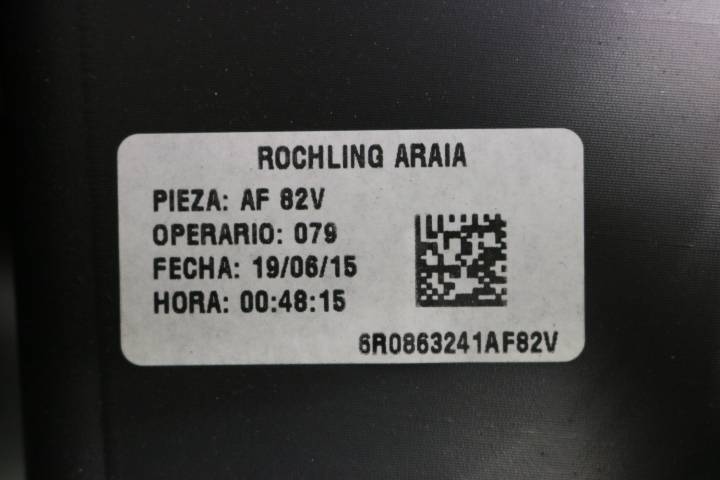 ROCHLING ARAIA
PIEZA: AF 82V
OPERARIO: 079
FECHA: 19/06/15
HORA: 00:48:15
6R0863241AF82V